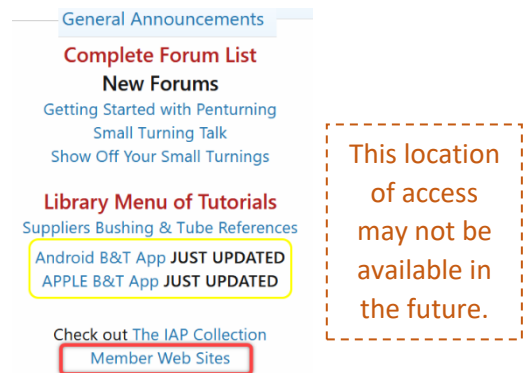 General Announcements
Complete Forum List
New Forums
Getting Started with Penturning
Small Turning Talk
Show Off Your Small Turnings
Library Menu of Tutorials
Suppliers Bushing & Tube References
Android B&T App JUST UPDATED
APPLE B&T App JUST UPDATED
Check out The IAP Collection
Member Web Sites
This location
of access
may not be
available in
the future.